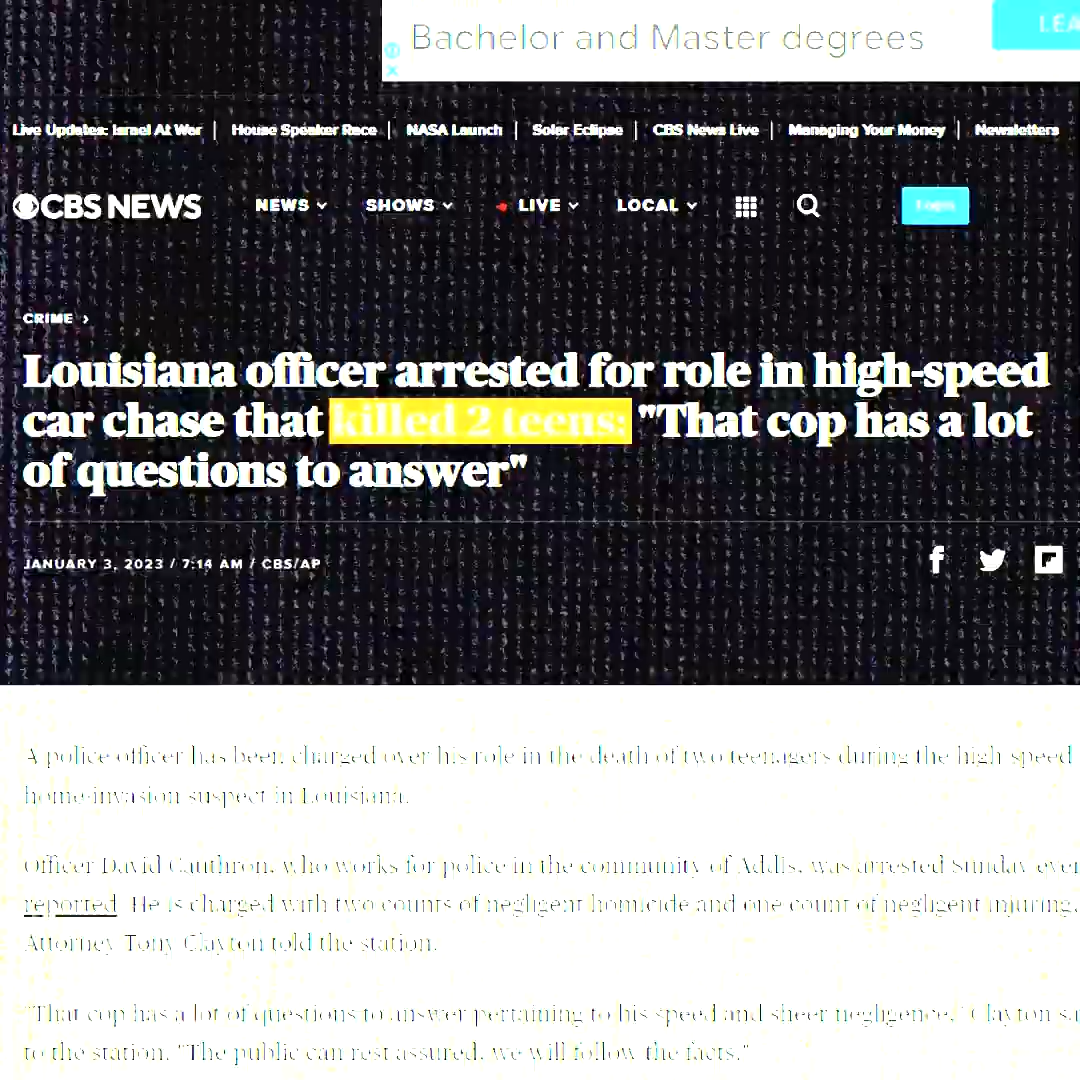 Bachelor and Master degrees
LEA
Live Updates: Israel At War | House Speaker Race | NASA Launch | Solar Eclipse | CBS News Live | Managing Your Money | Newsletters
CBS NEWS NEWS SHOWS LIVE LOCAL Login
CRIME ›
Louisiana officer arrested for role in high-speed
car chase that killed 2 teens: "That cop has a lot
of questions to answer"
JANUARY 3, 2023 / 7:14 AM / CBS/AP
A police officer has been charged over his role in the death of two teenagers during the high-speed
home-invasion suspect in Louisiana.
Officer David Cauthron, who works for police in the community of Addis, was arrested Sunday ever
reported. He is charged with two counts of negligent homicide and one count of negligent injuring,
Attorney Tony Clayton told the station.
"That cop has a lot of questions to answer pertaining to his speed and sheer negligence," Clayton sa
to the station. "The public can rest assured, we will follow the facts."